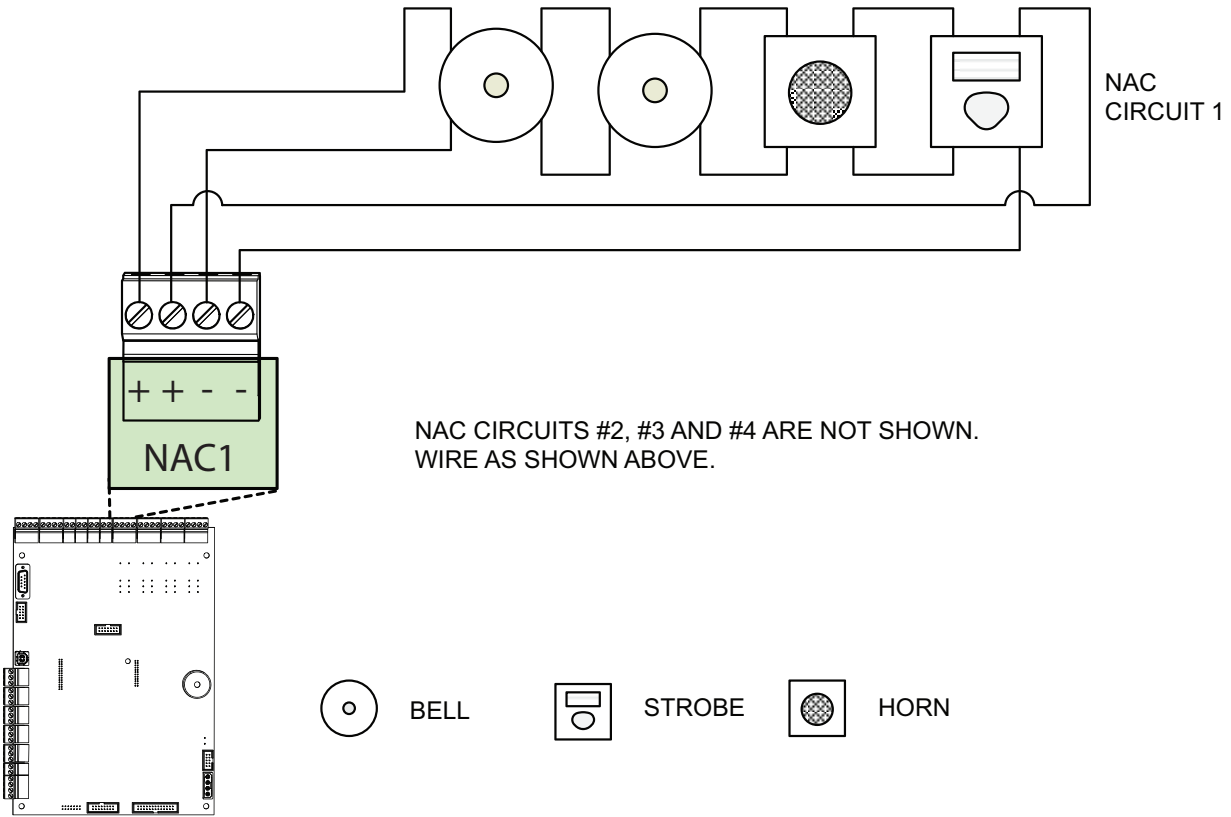 NAC
CIRCUIT 1
+ + - -
NAC1
NAC CIRCUITS #2, #3 AND #4 ARE NOT SHOWN.
WIRE AS SHOWN ABOVE.
BELL
STROBE
HORN